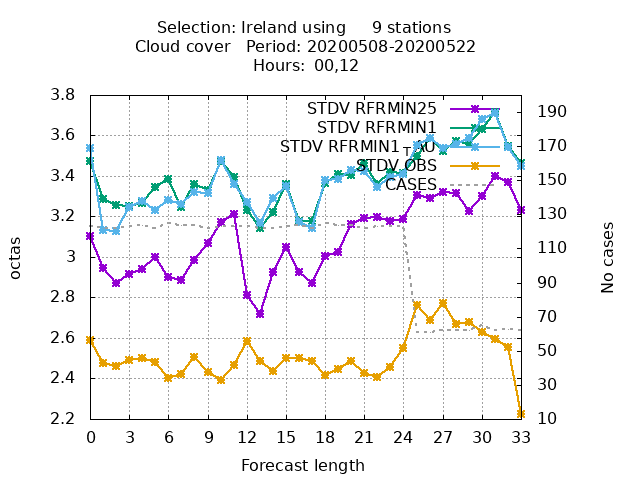 Selection: Ireland using 9 stations
Cloud cover Period: 20200508-20200522
Hours: 00,12
3.8
3.6
3.4
3.2
3
2.8
2.6
2.4
2.2
octas
STDV RFRMIN25
STDV RFRMIN1
STDV RFRMIN1-XU
STDV OBS
CASES
190
170
150
130
110
90
70
50
30
10
No cases
0 3 6 9 12 15 18 21 24 27 30 33
Forecast length